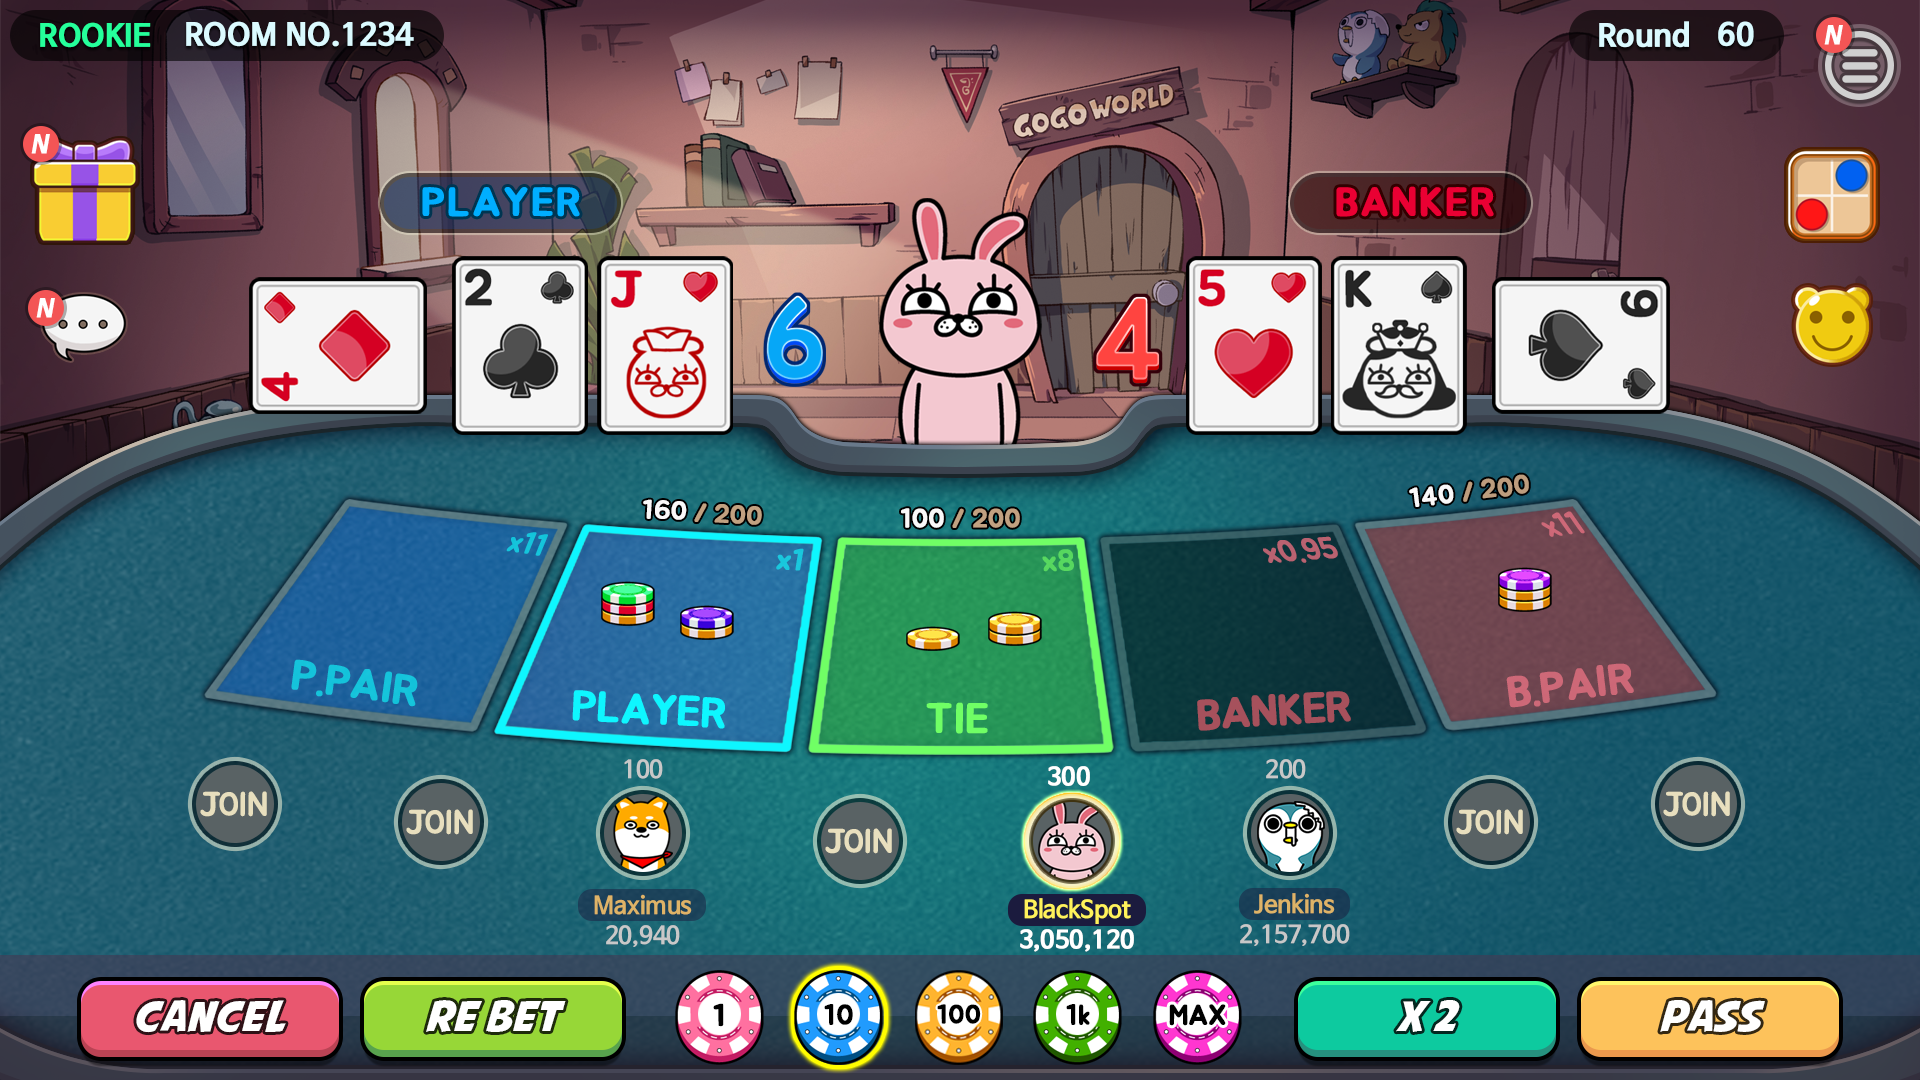 ROOKIE ROOM NO.1234
Round 60
N
N
GOGO WORLD
N
PLAYER
BANKER
4
2
J
6
4
5
K
9
160 / 200
100 / 200
140 / 200
x11
x1
x8
x0.95
x11
P.PAIR
PLAYER
TIE
BANKER
B.PAIR
100
300
200
JOIN
JOIN
JOIN
JOIN
JOIN
Maximus
BlackSpot
Jenkins
20,940
3,050,120
2,157,700
CANCEL
RE BET
1
10
100
1k
MAX
X 2
PASS